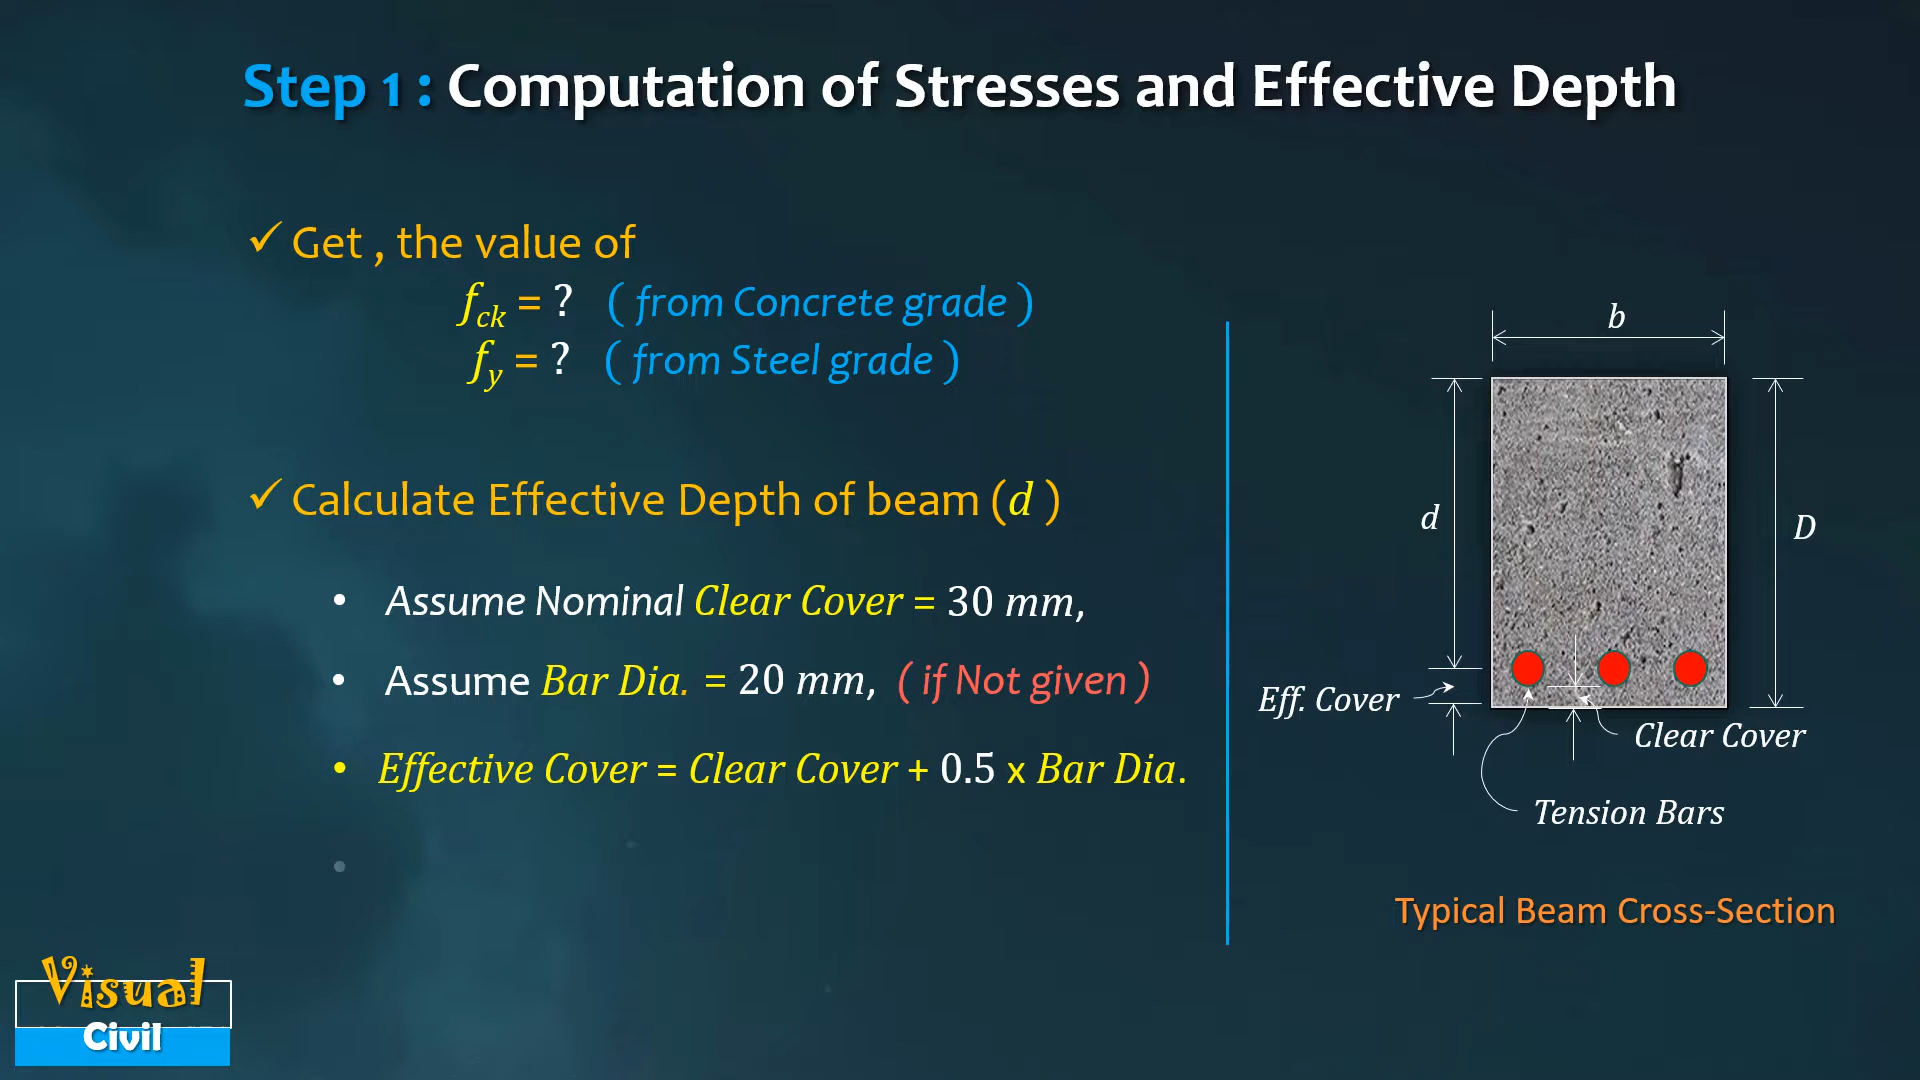 Step 1 : Computation of Stresses and Effective Depth
✓ Get , the value of
f_ck = ? ( from Concrete grade )
f_y = ? ( from Steel grade )
✓ Calculate Effective Depth of beam (d )
• Assume Nominal Clear Cover = 30 mm,
• Assume Bar Dia. = 20 mm, ( if Not given )
• Effective Cover = Clear Cover + 0.5 x Bar Dia.
•
b
d
D
Eff. Cover
Clear Cover
Tension Bars
Typical Beam Cross-Section
Visual
Civil